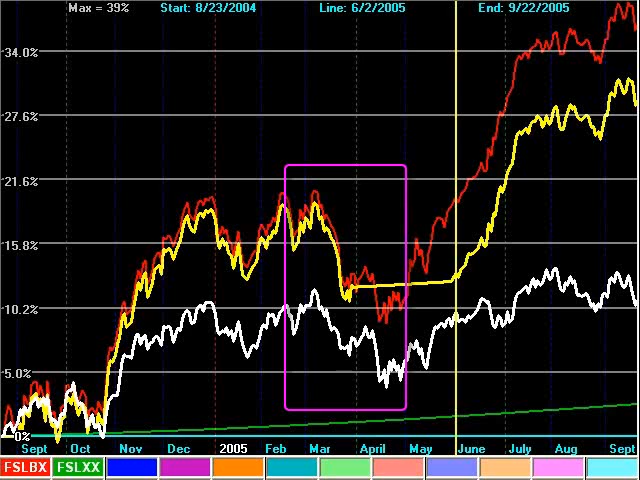 Max = 39% Start: 8/23/2004 Line: 6/2/2005 End: 9/22/2005
34.0%
27.6%
21.6%
15.8%
10.2%
5.0%
0%
Sept Oct Nov Dec 2005 Feb Mar April May June July Aug Sept
FSLBX FSLXX